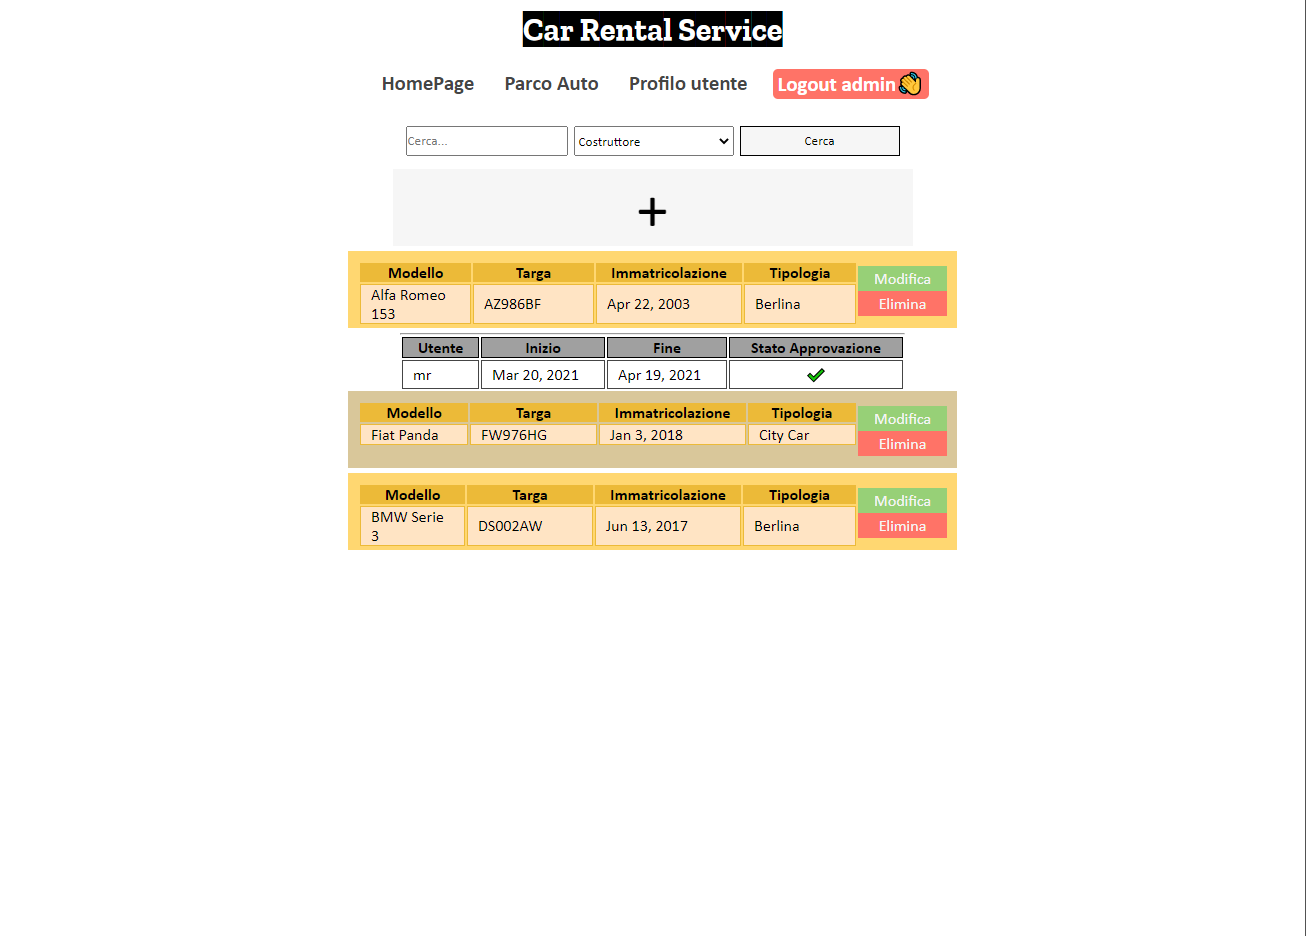 Car Rental Service
HomePage Parco Auto Profilo utente Logout admin
Cerca... Costruttore Cerca
Modello Targa Immatricolazione Tipologia Modifica
Alfa Romeo 
153 AZ986BF Apr 22, 2003 Berlina Elimina
Utente Inizio Fine Stato Approvazione
mr Mar 20, 2021 Apr 19, 2021
Modello Targa Immatricolazione Tipologia Modifica
Fiat Panda FW976HG Jan 3, 2018 City Car Elimina
Modello Targa Immatricolazione Tipologia Modifica
BMW Serie 
3 DS002AW Jun 13, 2017 Berlina Elimina